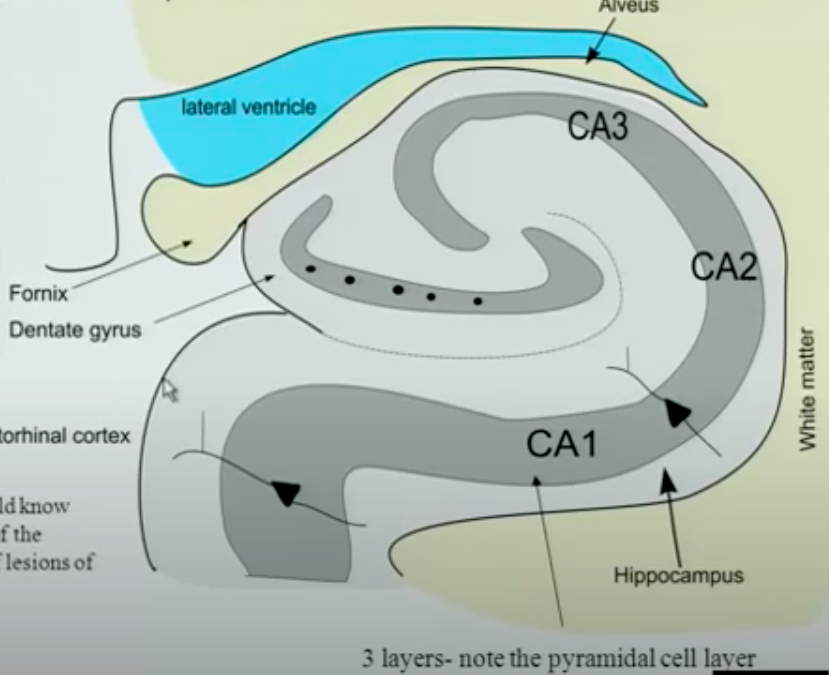 Alveus
lateral ventricle
CA3
CA2
Fornix
Dentate gyrus
White matter
torhinal cortex
CA1
ld know
f the
lesions of
Hippocampus
3 layers- note the pyramidal cell layer